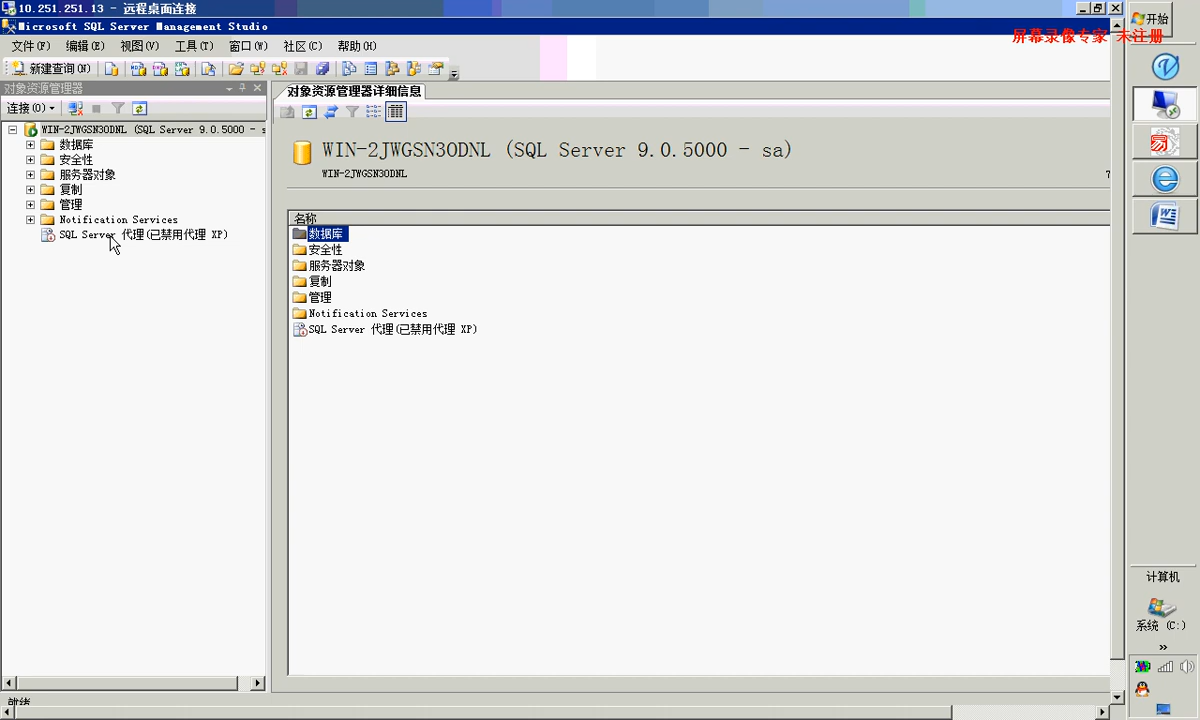 10.251.251.13 - 远程桌面连接
Microsoft SQL Server Management Studio
开始
屏幕录像专家 未注册
文件(F) 编辑(E) 视图(V) 工具(T) 窗口(W) 社区(C) 帮助(H)
新建查询(N)
对象资源管理器
对象资源管理器详细信息
连接(O)
WIN-2JWGSN3ODNL (SQL Server 9.0.5000 - s
数据库
安全性
服务器对象
复制
管理
Notification Services
SQL Server 代理(已禁用代理 XP)
WIN-2JWGSN3ODNL (SQL Server 9.0.5000 - sa)
WIN-2JWGSN3ODNL
名称
数据库
安全性
服务器对象
复制
管理
Notification Services
SQL Server 代理(已禁用代理 XP)
计算机
系统 (C:)
就绪